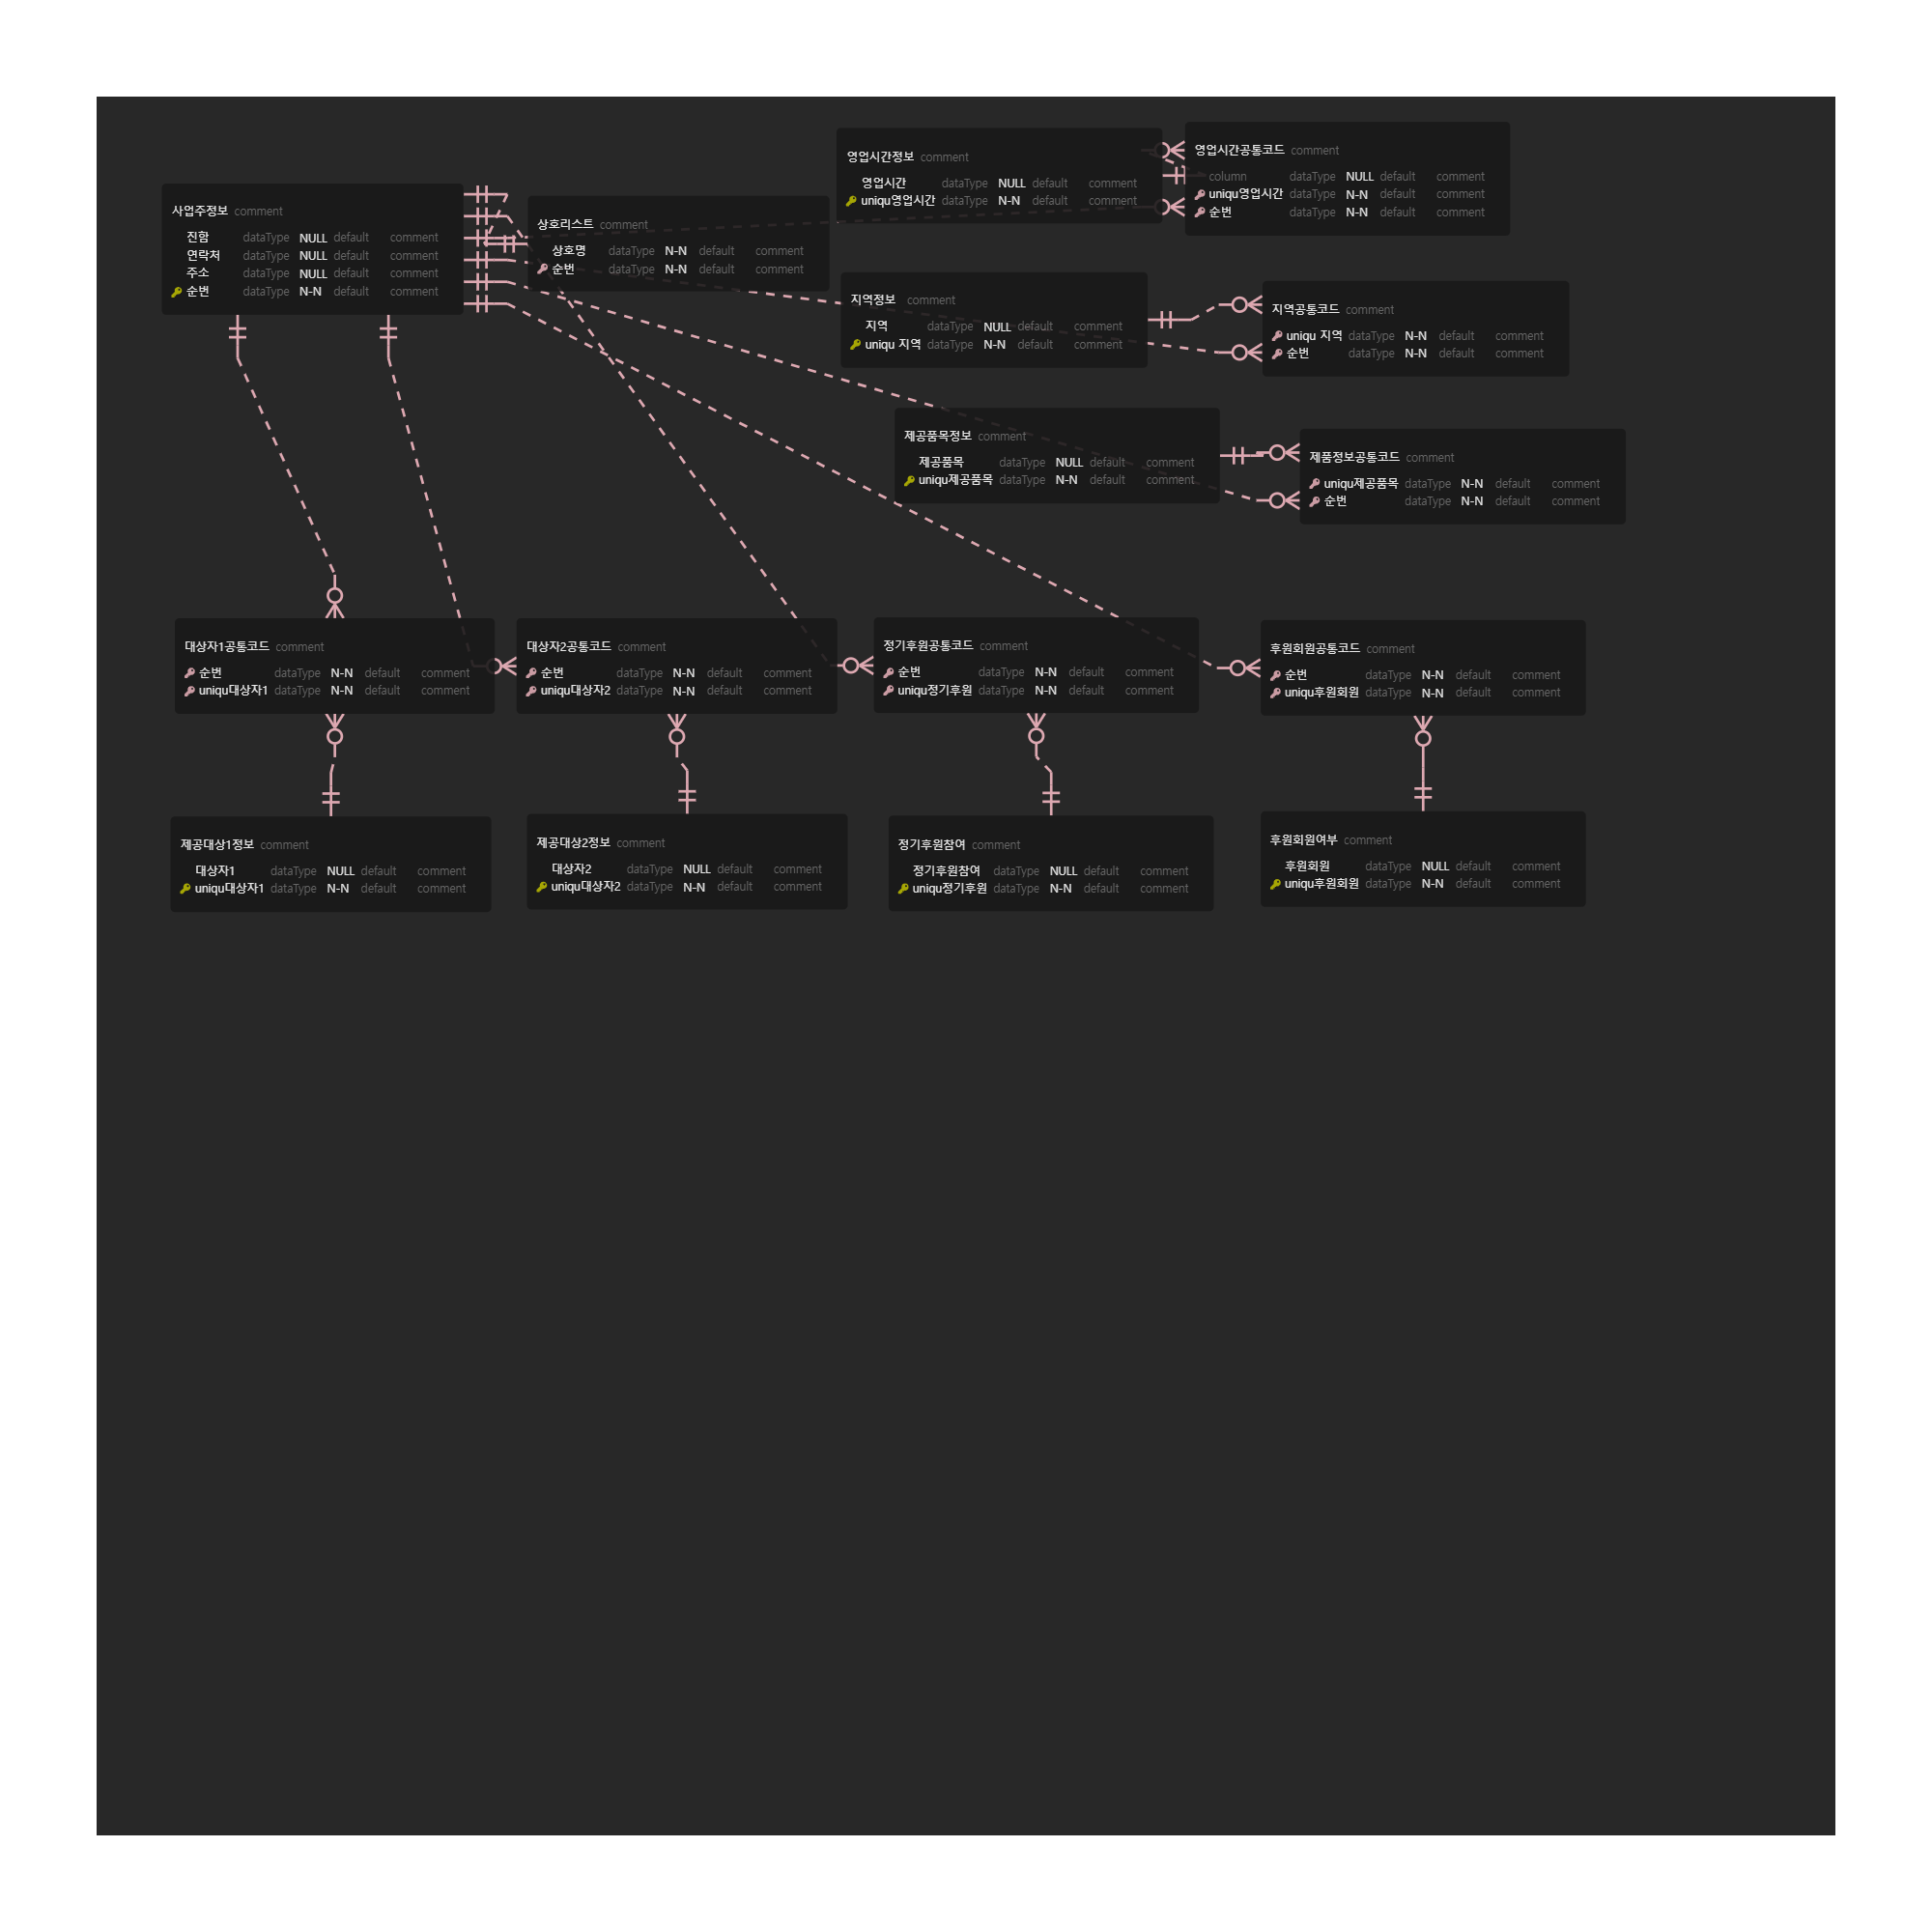 영업시간정보 comment
영업시간 dataType NULL default comment
uniqu영업시간 dataType N-N default comment
영업시간공통코드 comment
column dataType NULL default comment
uniqu영업시간 dataType N-N default comment
순번 dataType N-N default comment
사업주정보 comment
진함 dataType NULL default comment
연락처 dataType NULL default comment
주소 dataType NULL default comment
순번 dataType N-N default comment
상호리스트 comment
상호명 dataType N-N default comment
순번 dataType N-N default comment
지역정보 comment
지역 dataType NULL default comment
uniqu 지역 dataType N-N default comment
지역공통코드 comment
uniqu 지역 dataType N-N default comment
순번 dataType N-N default comment
제공품목정보 comment
제공품목 dataType NULL default comment
uniqu제공품목 dataType N-N default comment
제품정보공통코드 comment
uniqu제공품목 dataType N-N default comment
순번 dataType N-N default comment
대상자1공통코드 comment
순번 dataType N-N default comment
uniqu대상자1 dataType N-N default comment
대상자2공통코드 comment
순번 dataType N-N default comment
uniqu대상자2 dataType N-N default comment
정기후원공통코드 comment
순번 dataType N-N default comment
uniqu정기후원 dataType N-N default comment
후원회원공통코드 comment
순번 dataType N-N default comment
uniqu후원회원 dataType N-N default comment
제공대상1정보 comment
대상자1 dataType NULL default comment
uniqu대상자1 dataType N-N default comment
제공대상2정보 comment
대상자2 dataType NULL default comment
uniqu대상자2 dataType N-N default comment
정기후원참여 comment
정기후원참여 dataType NULL default comment
uniqu정기후원 dataType N-N default comment
후원회원여부 comment
후원회원 dataType NULL default comment
uniqu후원회원 dataType N-N default comment